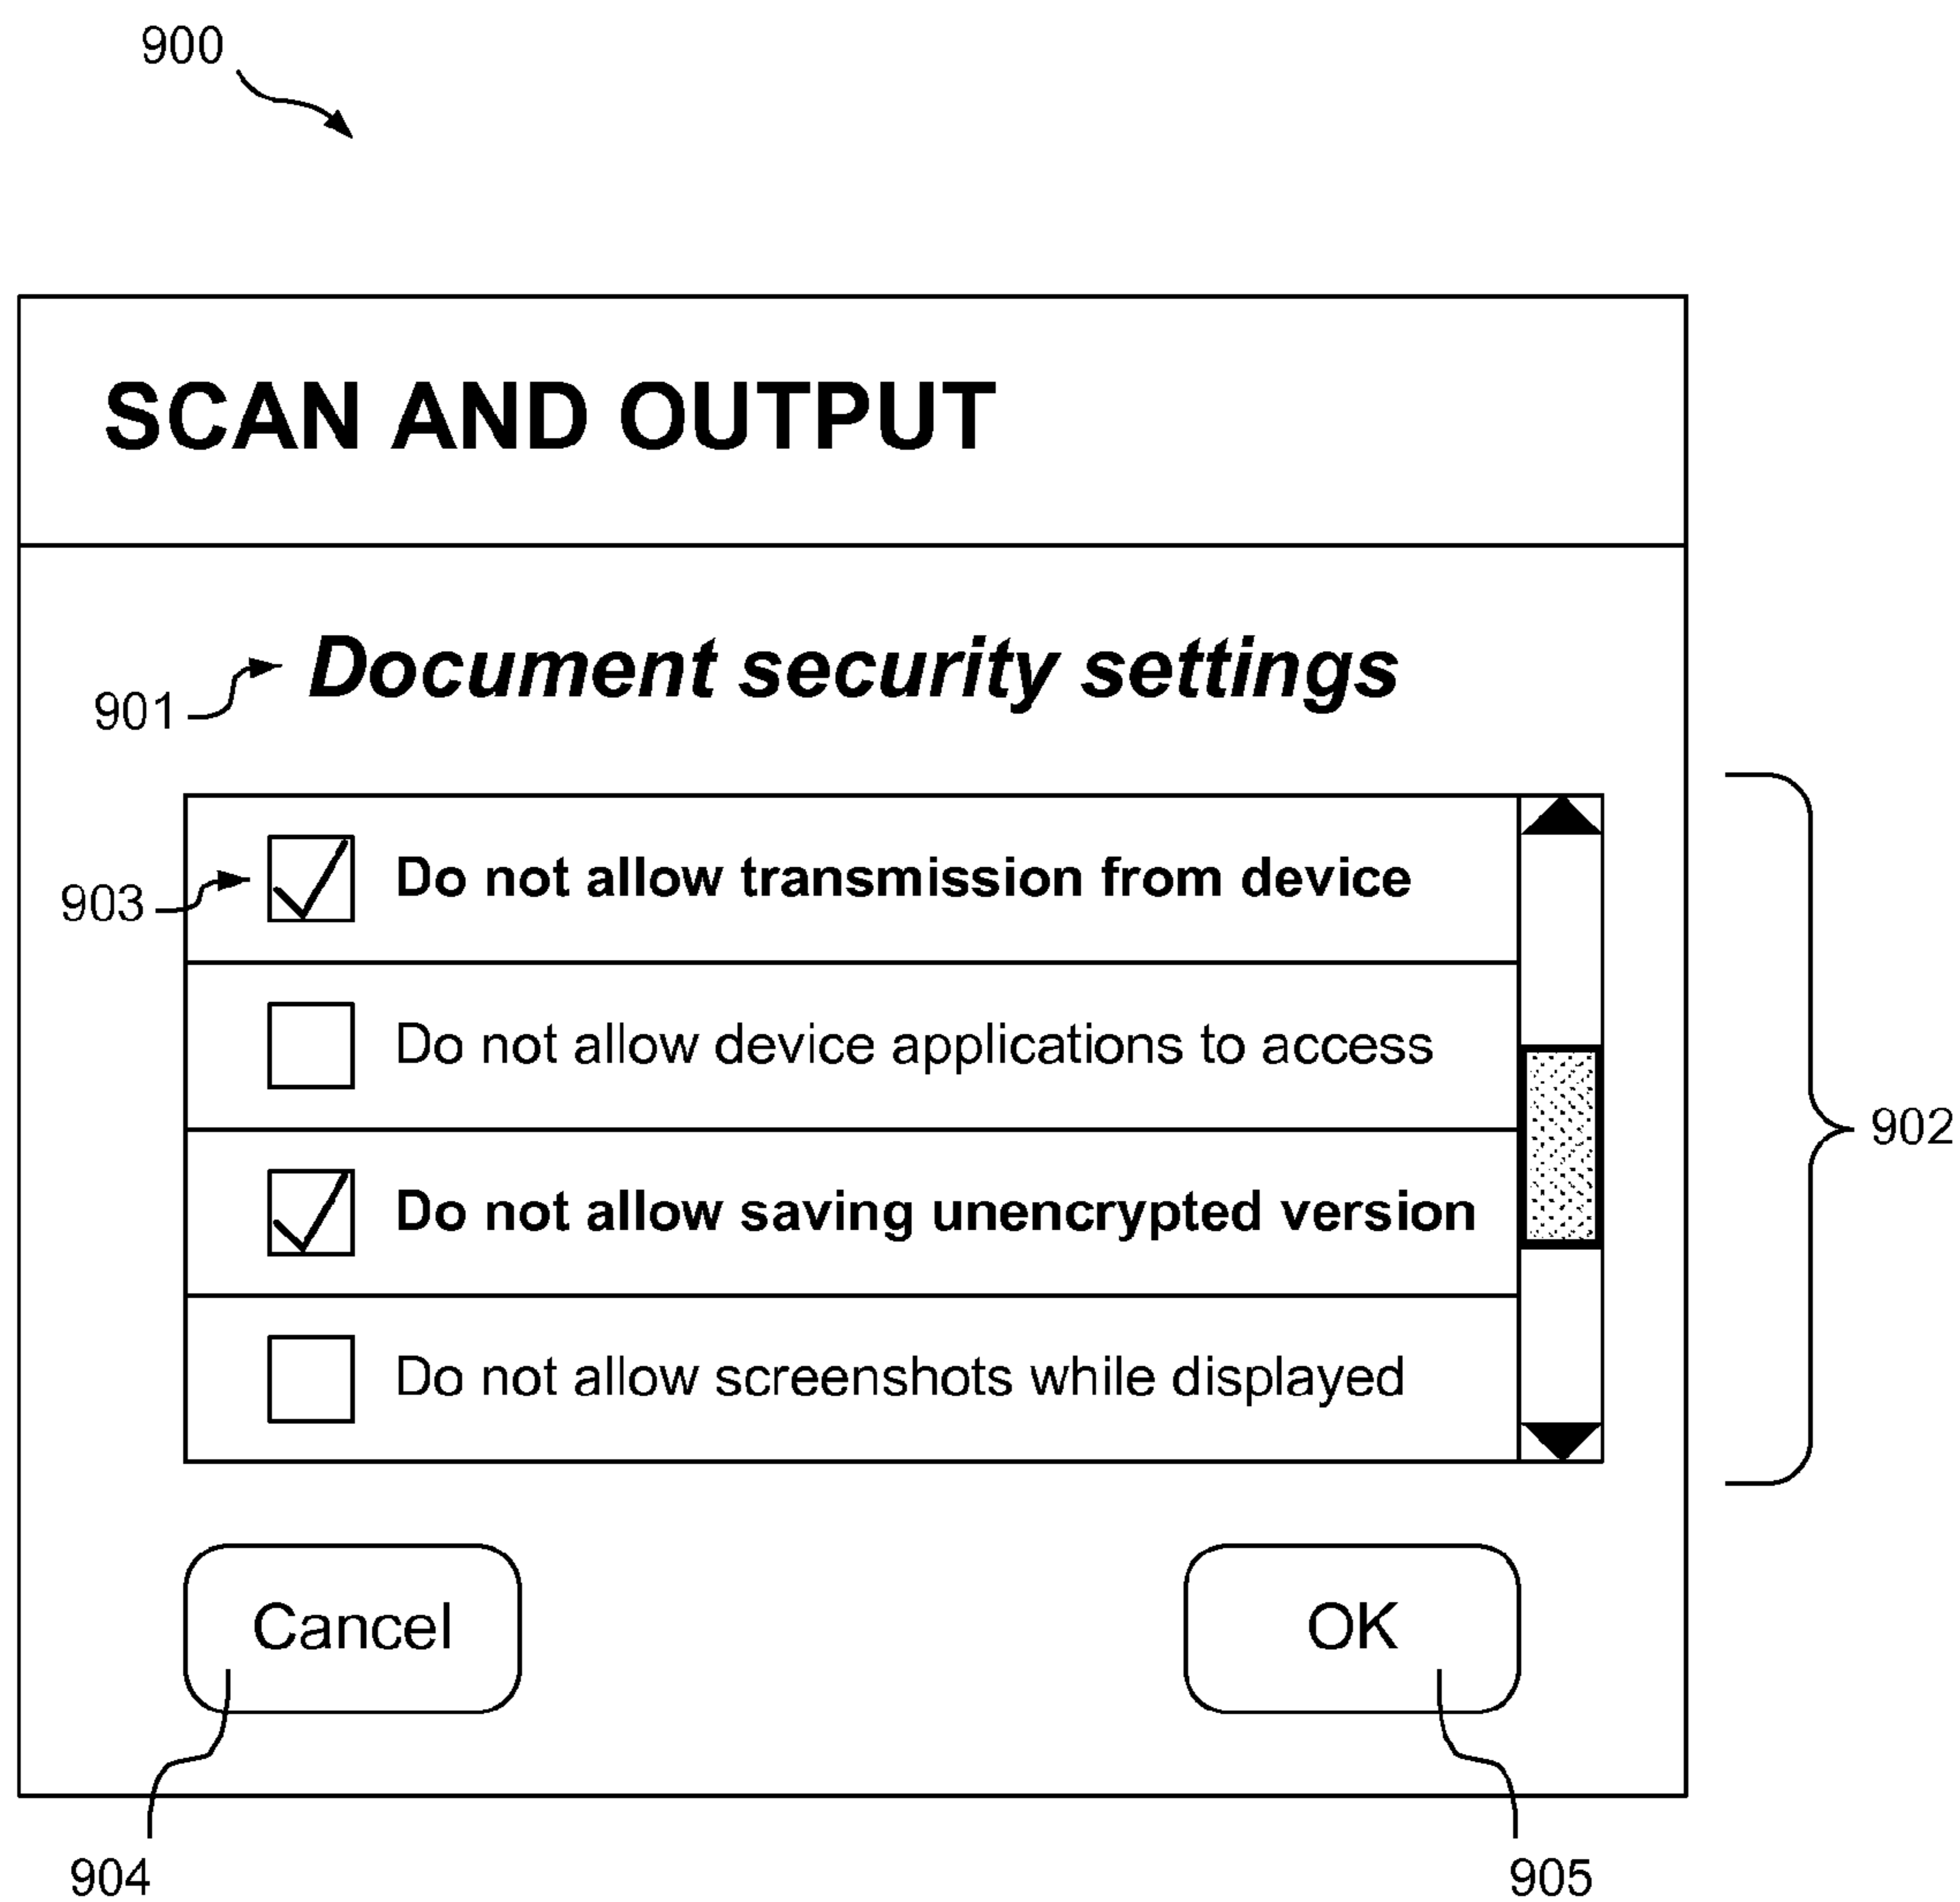 900
SCAN AND OUTPUT
901
Document security settings
903
Do not allow transmission from device
Do not allow device applications to access
902
Do not allow saving unencrypted version
Do not allow screenshots while displayed
Cancel
OK
904
905